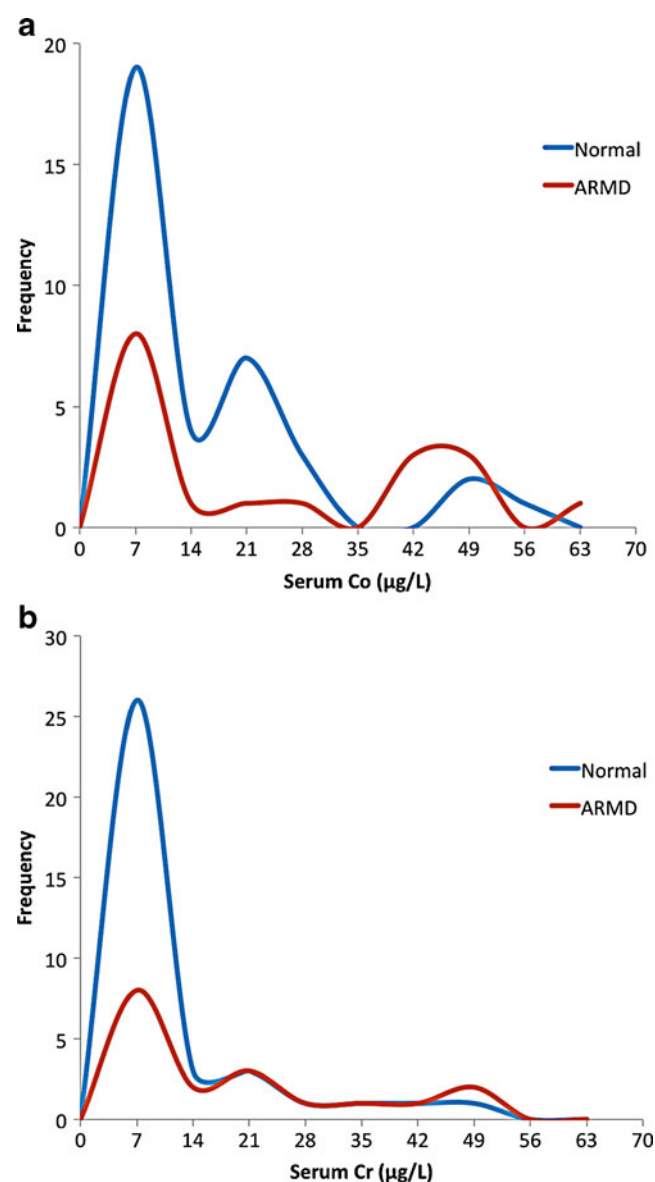 a
20
15
10
5
0
Frequency
Normal
ARMD
0 7 14 21 28 35 42 49 56 63 70
Serum Co (µg/L)
b
30
25
20
15
10
5
0
Frequency
Normal
ARMD
0 7 14 21 28 35 42 49 56 63 70
Serum Cr (µg/L)